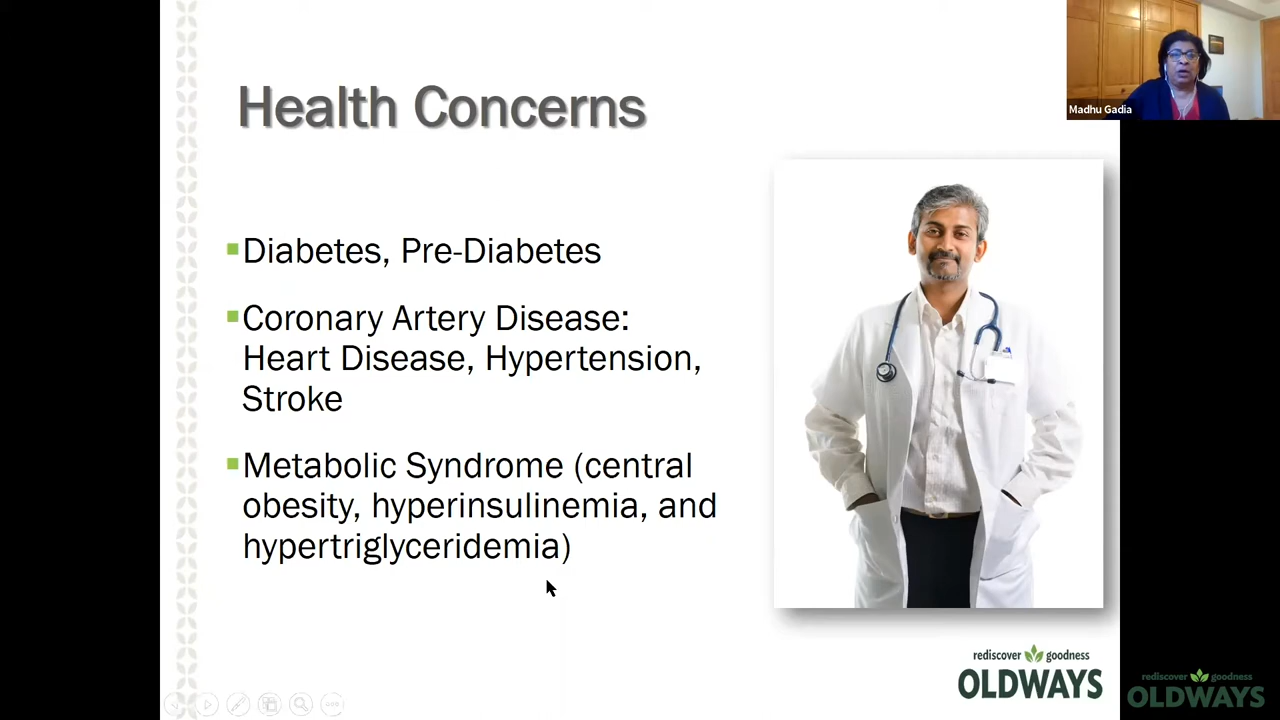 Health Concerns
Madhu Gadia
Diabetes, Pre-Diabetes
Coronary Artery Disease:
Heart Disease, Hypertension,
Stroke
Metabolic Syndrome (central
obesity, hyperinsulinemia, and
hypertriglyceridemia)
rediscover goodness
OLDWAYS
rediscover goodness
OLDWAYS